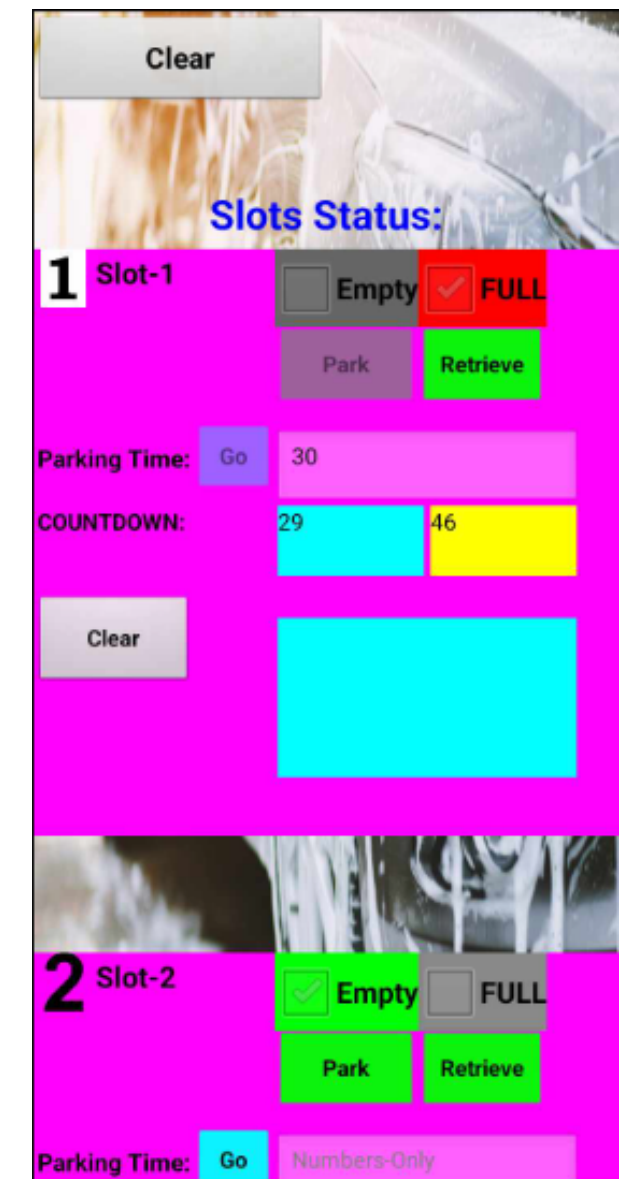 Clear
Slots Status:
1 Slot-1 Empty FULL
Park Retrieve
Parking Time: Go 30
COUNTDOWN: 29 46
Clear
2 Slot-2 Empty FULL
Park Retrieve
Parking Time: Go Numbers-Only